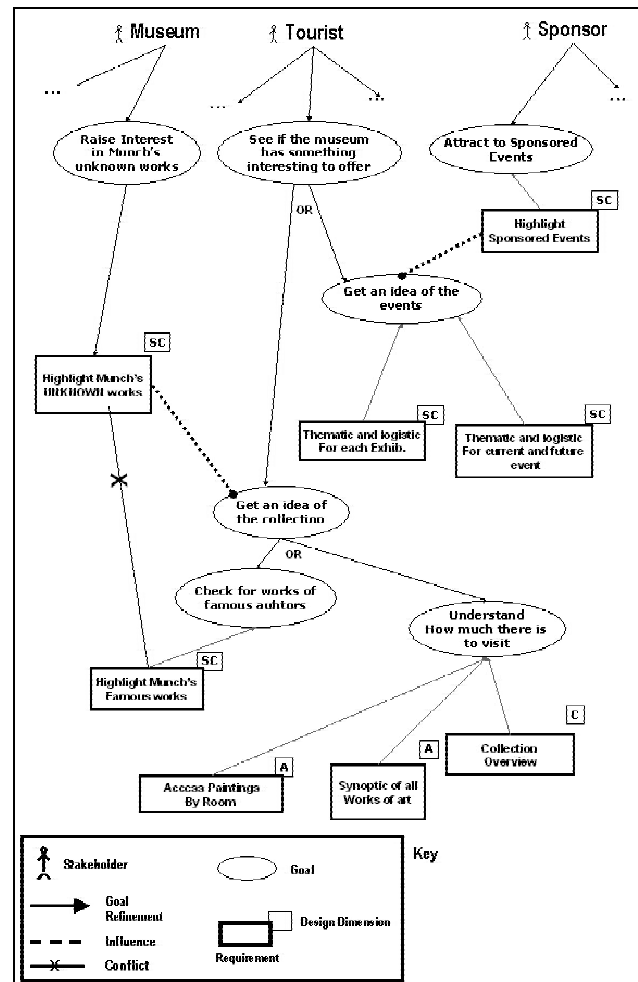 Museum
Tourist
Sponsor
...
...
...
...
Raise Interest
in Munch's
unknown works
See if the museum
has something
interesting to offer
Attract to Sponsored
Events
OR
SC
Highlight
Sponsored Events
Get an idea of the
events
SC
Highlight Munch's
UNKNOWN works
SC
Thematic and logistic
For each Exhib.
SC
Thematic and logistic
For current and future
event
Get an idea of
the collection
OR
Check for works of
famous auhtors
Understand
How much there is
to visit
SC
Highlight Munch's
Famous works
A
Access Paintings
By Room
A
Synoptic of all
Works of art
C
Collection
Overview
Key
Stakeholder
Goal
Goal
Refinement
Influence
Conflict
Design Dimension
Requirement